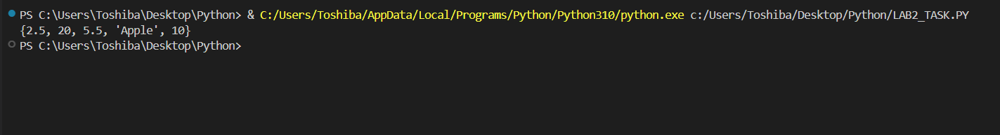 PS C:\Users\Toshiba\Desktop\Python> & C:/Users/Toshiba/AppData/Local/Programs/Python/Python310/python.exe c:/Users/Toshiba/Desktop/Python/LAB2_TASK.PY
{2.5, 20, 5.5, 'Apple', 10}
PS C:\Users\Toshiba\Desktop\Python>